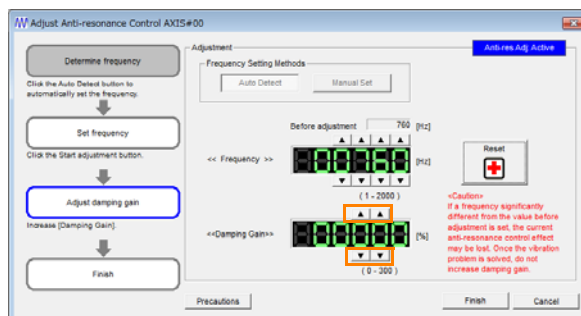 Adjust Anti-resonance Control AXIS#00
Determine frequency
Click the Auto Detect button to
automatically set the frequency.
Set frequency
Click the Start adjustment button.
Adjust damping gain
Increase [Damping Gain].
Finish
Adjustment
Anti-res Adj Active
Frequency Setting Methods
Auto Detect
Manual Set
Before adjustment
760
[Hz]
<< Frequency >>
[Hz]
( 1 - 2000 )
<<Damping Gain>>
[%]
( 0 - 300 )
Reset
<Caution>
If a frequency significantly
different from the value before
adjustment is set, the current
anti-resonance control effect
may be lost. Once the vibration
problem is solved, do not
increase damping gain.
Precautions
Finish
Cancel